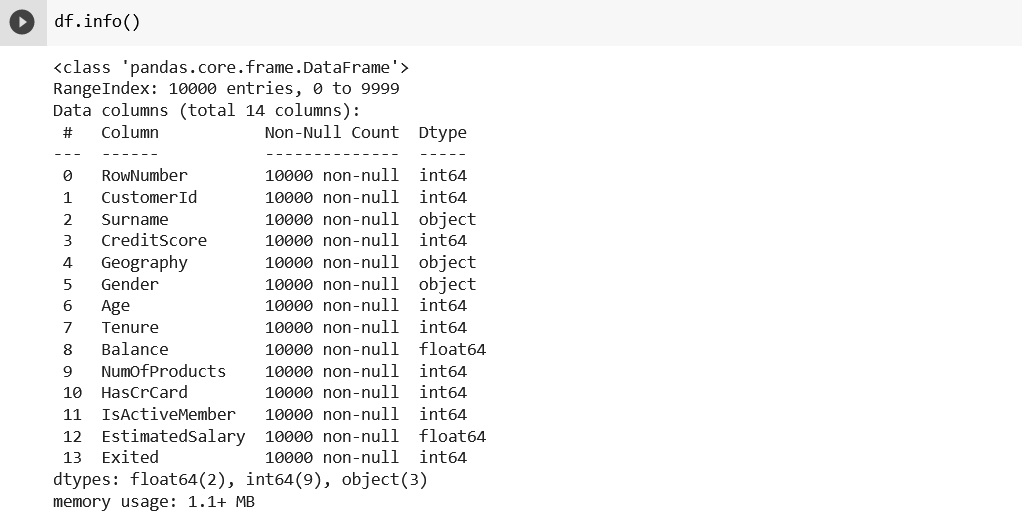 df.info()
<class 'pandas.core.frame.DataFrame'>
RangeIndex: 10000 entries, 0 to 9999
Data columns (total 14 columns):
 #   Column           Non-Null Count  Dtype
---  ------           --------------  -----
 0   RowNumber        10000 non-null  int64
 1   CustomerId       10000 non-null  int64
 2   Surname          10000 non-null  object
 3   CreditScore      10000 non-null  int64
 4   Geography        10000 non-null  object
 5   Gender           10000 non-null  object
 6   Age              10000 non-null  int64
 7   Tenure           10000 non-null  int64
 8   Balance          10000 non-null  float64
 9   NumOfProducts    10000 non-null  int64
 10  HasCrCard        10000 non-null  int64
 11  IsActiveMember   10000 non-null  int64
 12  EstimatedSalary  10000 non-null  float64
 13  Exited           10000 non-null  int64
dtypes: float64(2), int64(9), object(3)
memory usage: 1.1+ MB